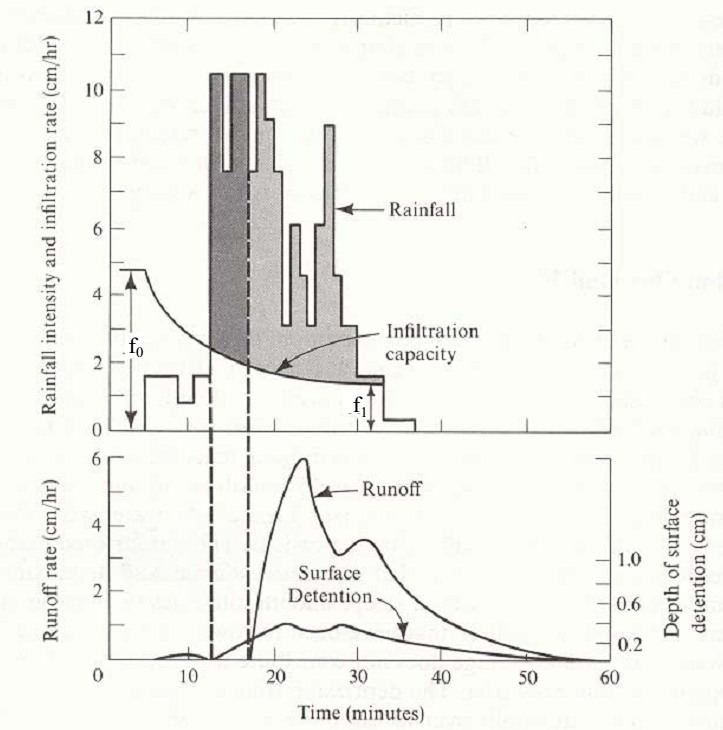 Rainfall intensity and infiltration rate (cm/hr)
12
10
8
6
4
2
0
f0
Rainfall
Infiltration
capacity
f1
Runoff rate (cm/hr)
6
4
2
0
Runoff
Surface
Detention
1.0
0.6
0.2
Depth of surface
detention (cm)
10
20
30
40
50
60
Time (minutes)